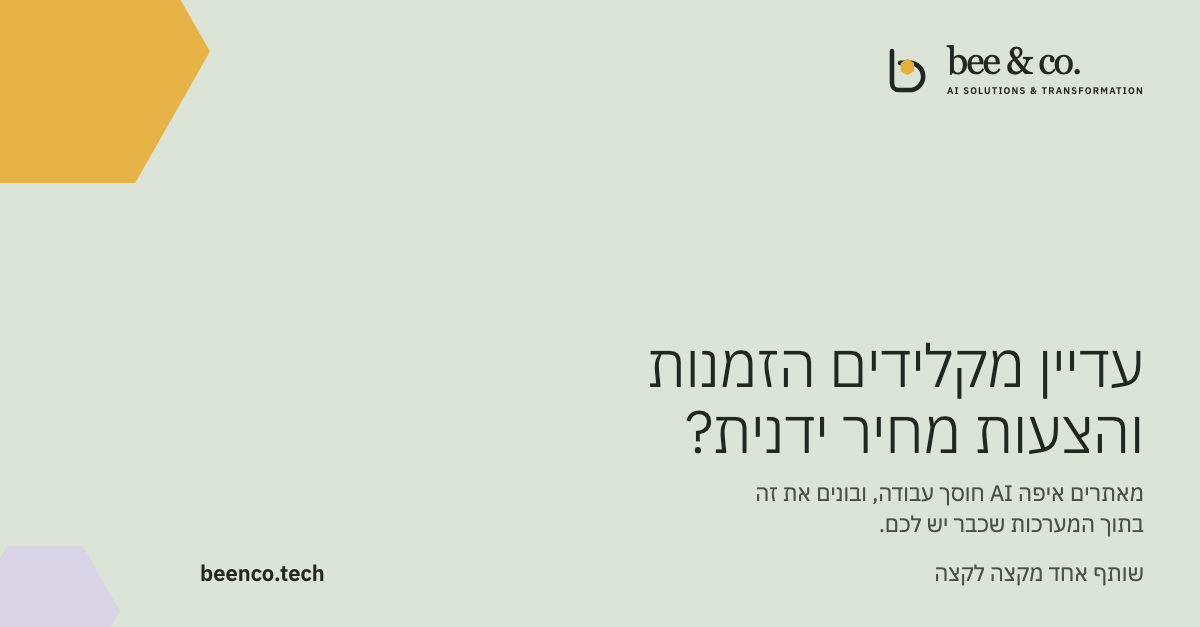 bee & co.
AI SOLUTIONS & TRANSFORMATION
עדיין מקלידים הזמנות
והצעות מחיר ידנית?
מאתרים איפה AI חוסך עבודה, ובונים את זה
בתוך המערכות שכבר יש לכם.
שותף אחד מקצה לקצה
beenco.tech